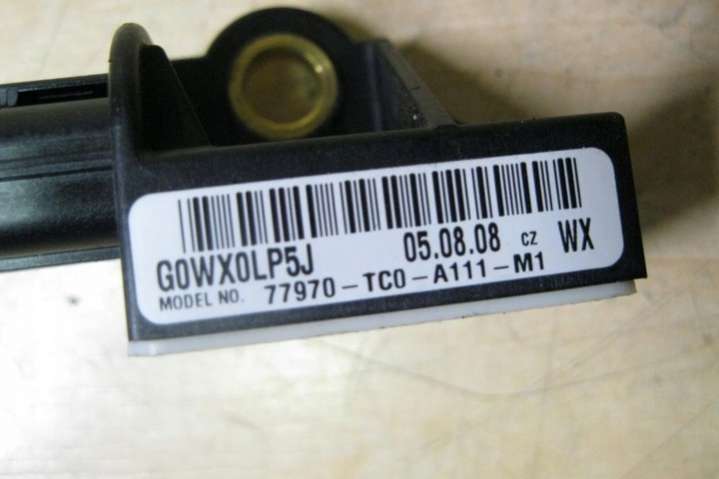 G0WX0LP5J 05.08.08 CZ WX
MODEL NO. 77970-TC0-A111-M1